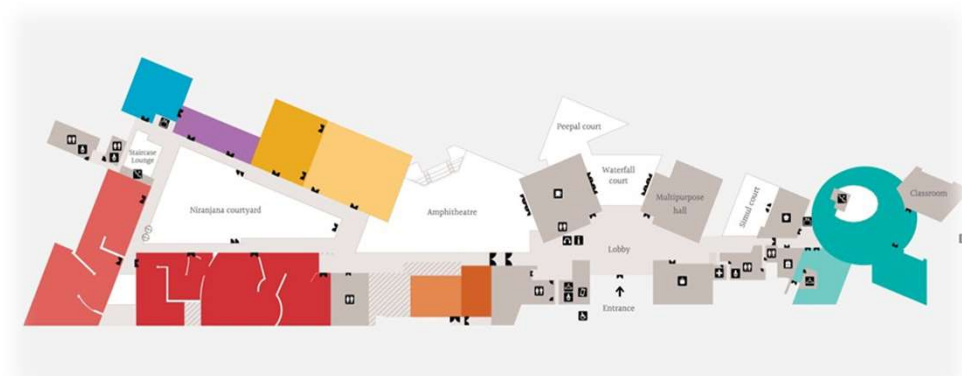 Peepal court
Staircase
Lounge
Waterfall
court
Classroom
Niranjana courtyard
Amphitheatre
Multipurpose
hall
Simul court
Lobby
Entrance